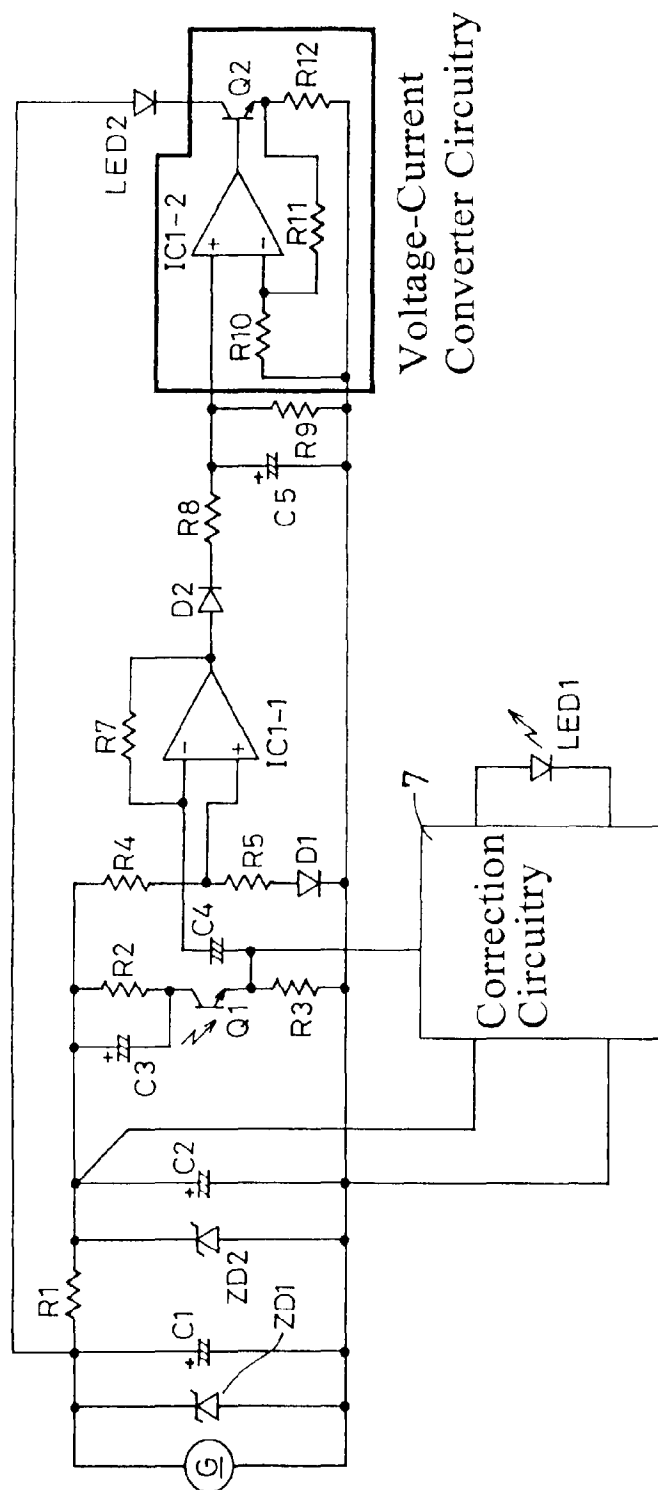 LED2
Q2
R12
IC1-2
R11
R10
Voltage-Current
Converter Circuitry
R9
C5
R8
D2
R7
IC1-1
R4
R5
D1
C4
R2
Q1
R3
C3
C2
ZD2
R1
C1
ZD1
G
7
LED1
Correction
Circuitry
+
-
+
-
+
+
+
+